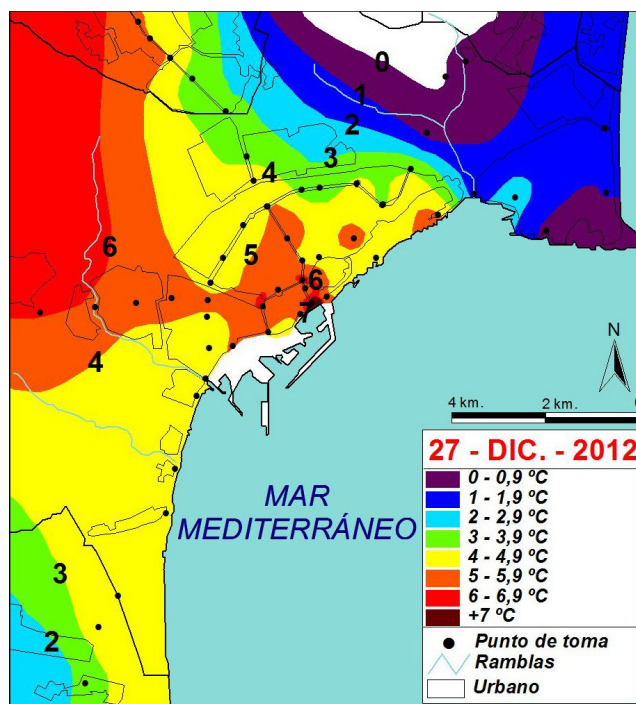 0
1
2
3
4
5
6
6
7
4
3
2
N
4 km. 2 km. 0
27 - DIC. - 2012
0 - 0,9 ºC
1 - 1,9 ºC
2 - 2,9 ºC
3 - 3,9 ºC
4 - 4,9 ºC
5 - 5,9 ºC
6 - 6,9 ºC
+7 ºC
Punto de toma
Ramblas
Urbano
MAR
MEDITERRÁNEO